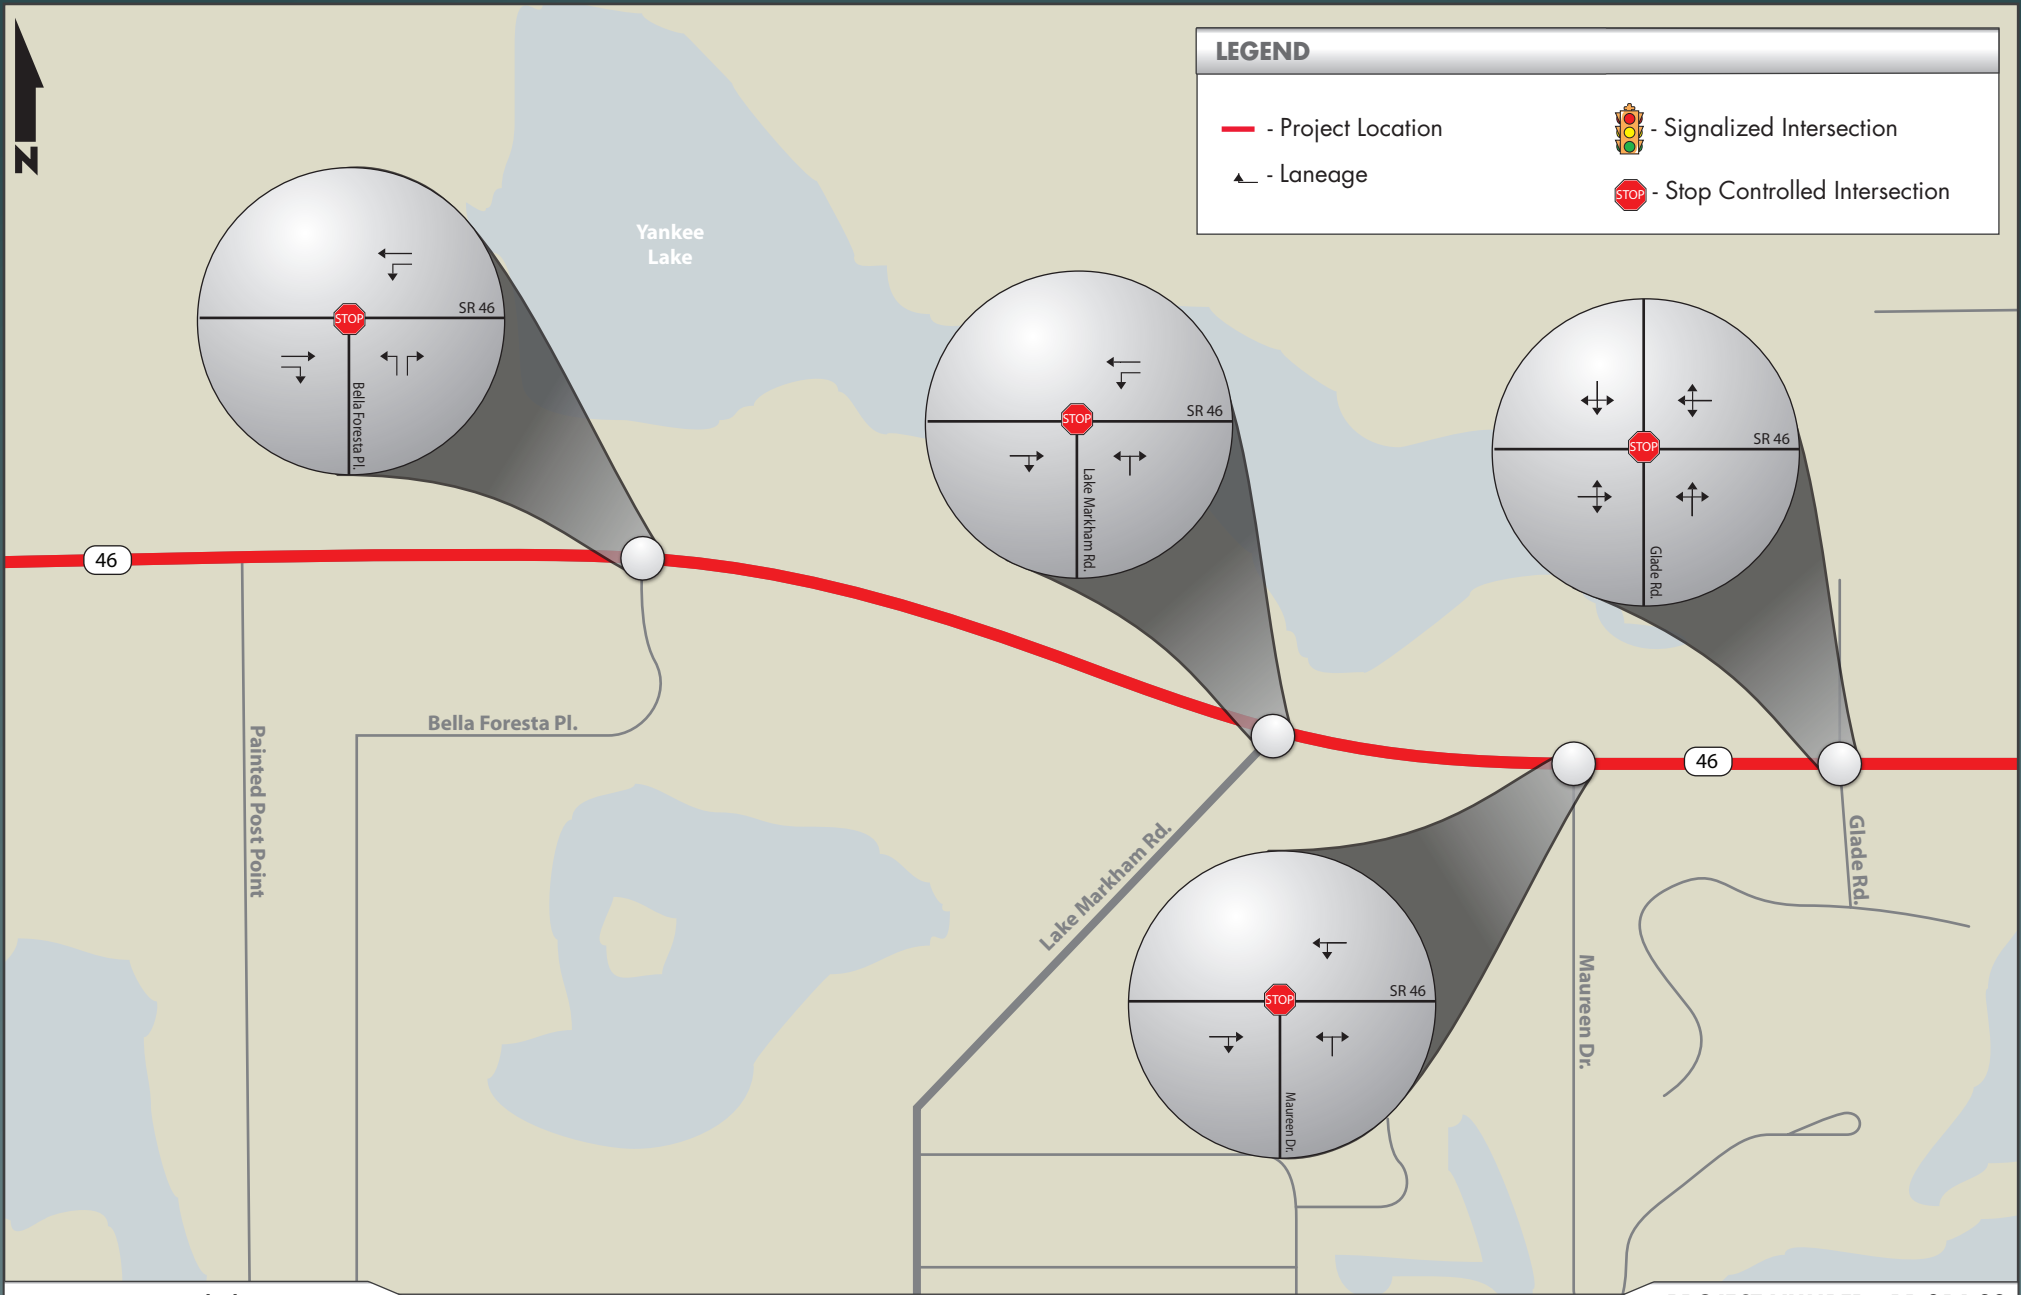 LEGEND
- Project Location
- Signalized Intersection
- Laneage
STOP
- Stop Controlled Intersection
N
Yankee
Lake
SR 46
STOP
Bella Foresta Pl.
SR 46
STOP
Lake Markham Rd.
SR 46
STOP
Glade Rd.
46
46
Bella Foresta Pl.
Painted Post Point
Lake Markham Rd.
Glade Rd.
Maureen Dr.
SR 46
STOP
Maureen Dr.